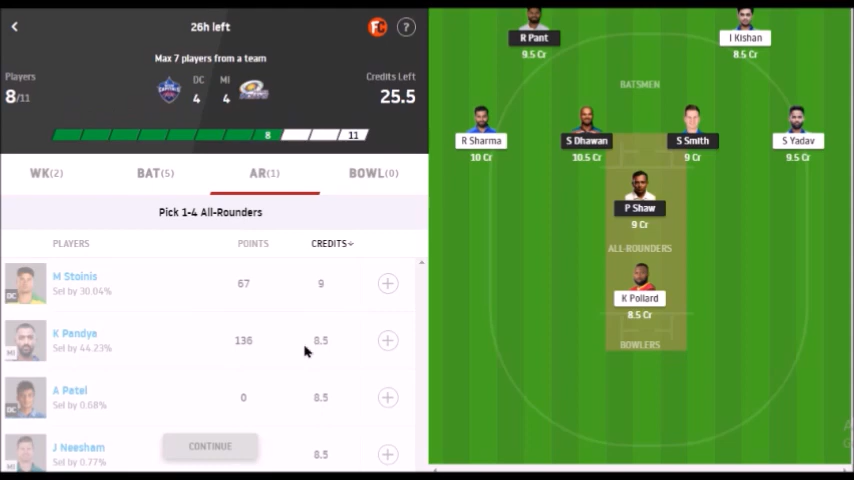 26h left
FC
?
Max 7 players from a team
Players
8/11
DC
4
MI
4
Credits Left
25.5
8
11
WK(2)
BAT(5)
AR(1)
BOWL(0)
Pick 1-4 All-Rounders
PLAYERS
POINTS
CREDITS
M Stoinis
Sel by 30.04%
DC
67
9
K Pandya
Sel by 44.23%
MI
136
8.5
A Patel
Sel by 0.68%
DC
0
8.5
J Neesham
Sel by 0.77%
MI
8.5
CONTINUE
R Pant
9.5 Cr
I Kishan
8.5 Cr
BATSMEN
R Sharma
10 Cr
S Dhawan
10.5 Cr
S Smith
9 Cr
S Yadav
9.5 Cr
P Shaw
9 Cr
ALL-ROUNDERS
K Pollard
8.5 Cr
BOWLERS